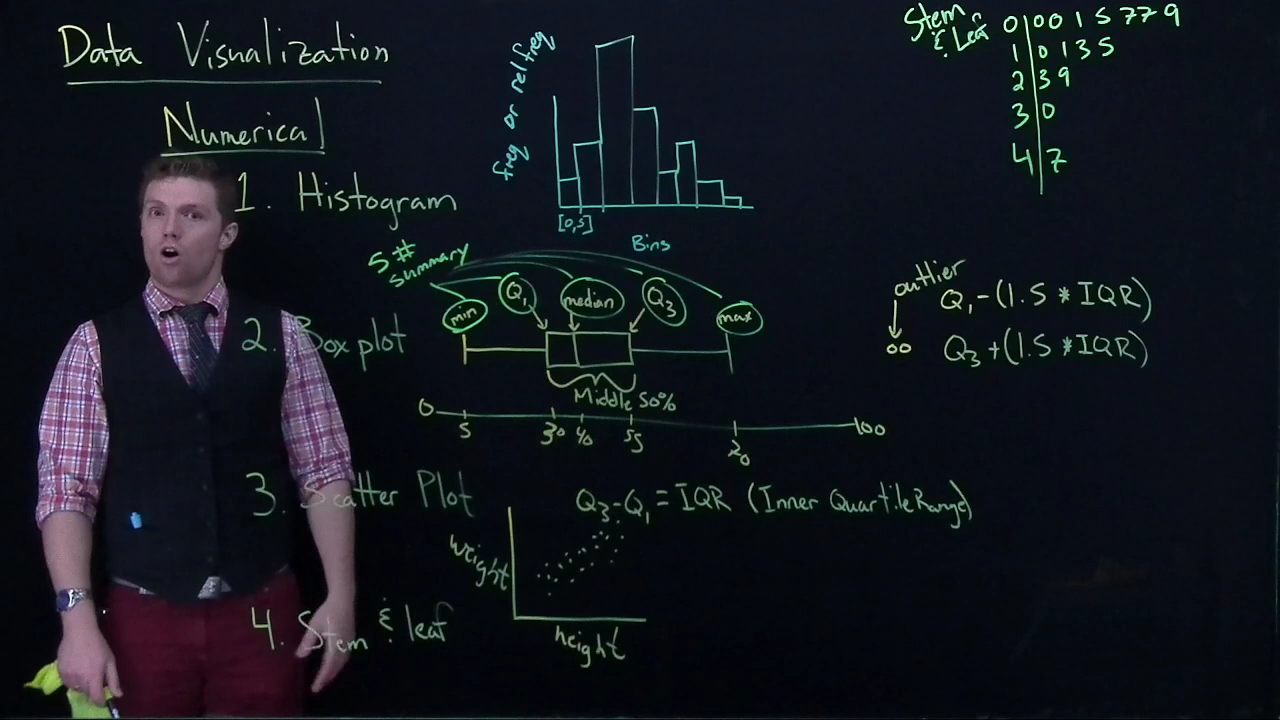 Data Visualization
Numerical
1. Histogram
freq or rel freq
[0,5]
Bins
Stem
& Leaf
0|0 0 1 5 7 7 9
1|0 1 3 5
2|3 9
3|0
4|7
5 #
summary
min
Q1
median
Q3
max
2. Boxplot
Middle 50%
0 5 30 40 55 70 100
outlier
Q1-(1.5*IQR)
Q3+(1.5*IQR)
3. Scatter Plot
Q3-Q1 = IQR (Inner Quartile Range)
weight
height
4. Stem & leaf